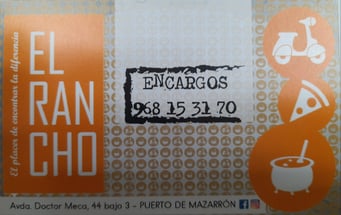 El placer de encontrar la diferencia
EL
RAN
CHO
ENCARGOS
968 15 31 70
Avda. Doctor Meca, 44 bajo 3 – PUERTO DE MAZARRÓN